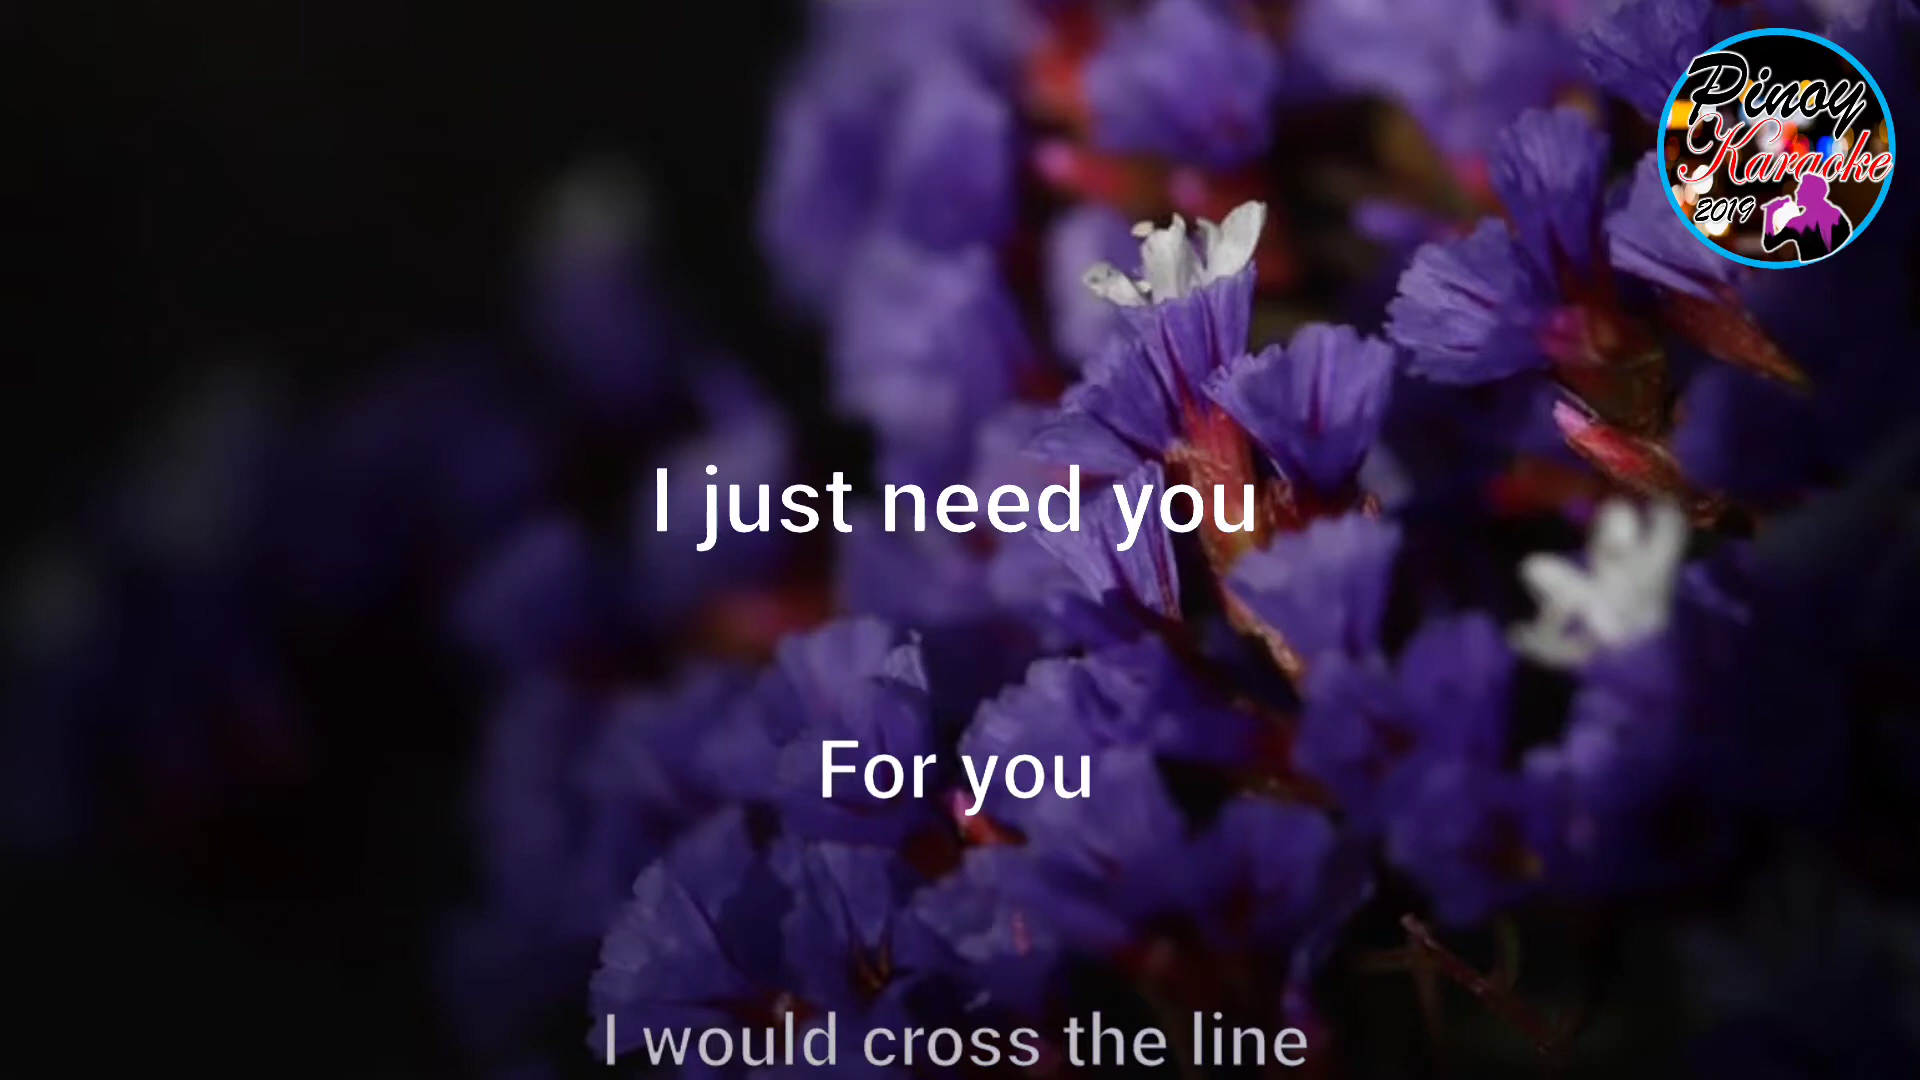 Pinoy
Karaoke
2019
I just need you
For you
I would cross the line